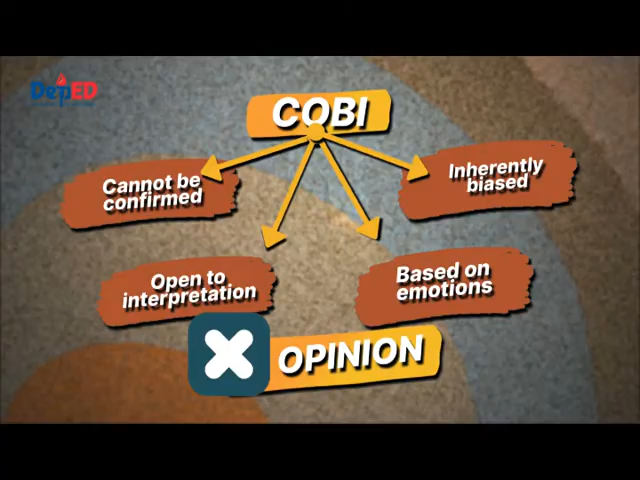 DepED
COBI
Cannot be
confirmed
Inherently
biased
Open to
interpretation
Based on
emotions
OPINION